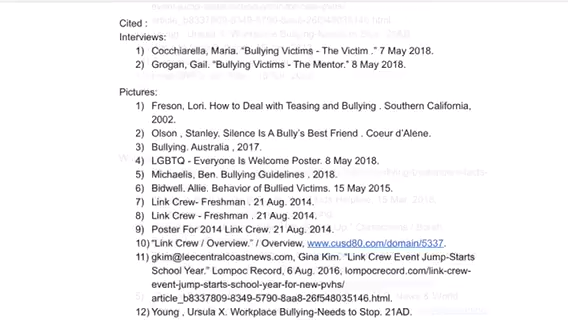 Cited :
Interviews:
1) Cocchiarella, Maria. “Bullying Victims - The Victim .” 7 May 2018.
2) Grogan, Gail. “Bullying Victims - The Mentor.” 8 May 2018.
Pictures:
1) Freson, Lori. How to Deal with Teasing and Bullying . Southern California,
2002.
2) Olson , Stanley. Silence Is A Bully’s Best Friend . Coeur d’Alene.
3) Bullying. Australia , 2017.
4) LGBTQ - Everyone Is Welcome Poster. 8 May 2018.
5) Michaelis, Ben. Bullying Guidelines , 2018.
6) Bidwell, Allie. Behavior of Bullied Victims. 15 May 2015.
7) Link Crew- Freshman . 21 Aug. 2014.
8) Link Crew - Freshman . 21 Aug. 2014.
9) Poster For 2014 Link Crew. 21 Aug. 2014.
10) “Link Crew / Overview.” / Overview, www.cusd80.com/domain/5337.
11) gkim@leecentralcoastnews.com, Gina Kim. “Link Crew Event Jump-Starts
School Year.” Lompoc Record, 6 Aug. 2016, lompocrecord.com/link-crew-
event-jump-starts-school-year-for-new-pvhs/
article_b8337809-8349-5790-8aa8-26f548035146.html.
12) Young , Ursula X. Workplace Bullying-Needs to Stop. 21AD.